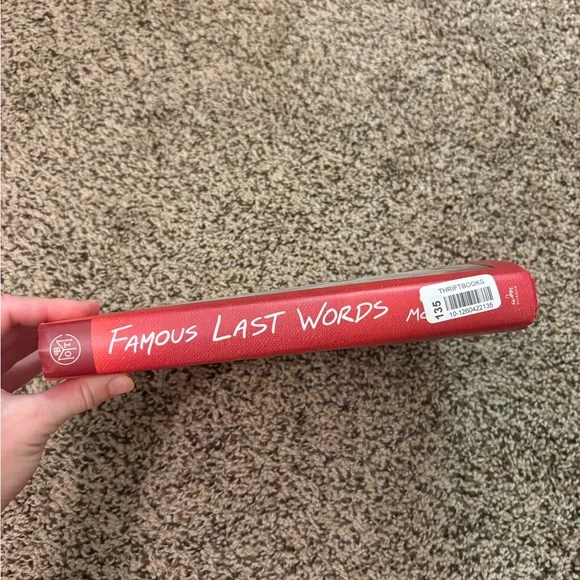 FAMOUS LAST WORDS
THRIFTBOOKS
135
10-1260422135